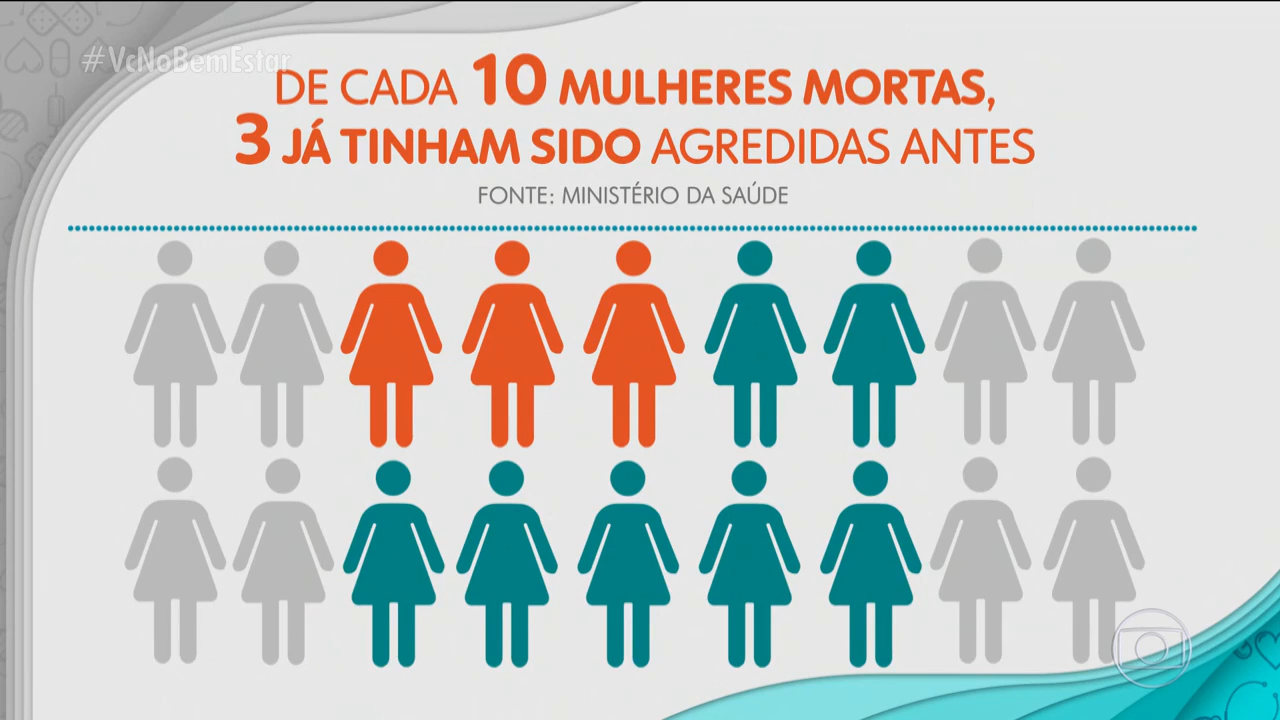 #VcNoBemEstar
DE CADA 10 MULHERES MORTAS,
3 JÁ TINHAM SIDO AGREDIDAS ANTES
FONTE: MINISTÉRIO DA SAÚDE